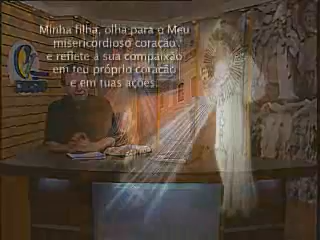 Minha filha, olha para o Meu
misericordioso coração
e reflete a sua compaixão
em teu próprio coração
e em tuas ações.